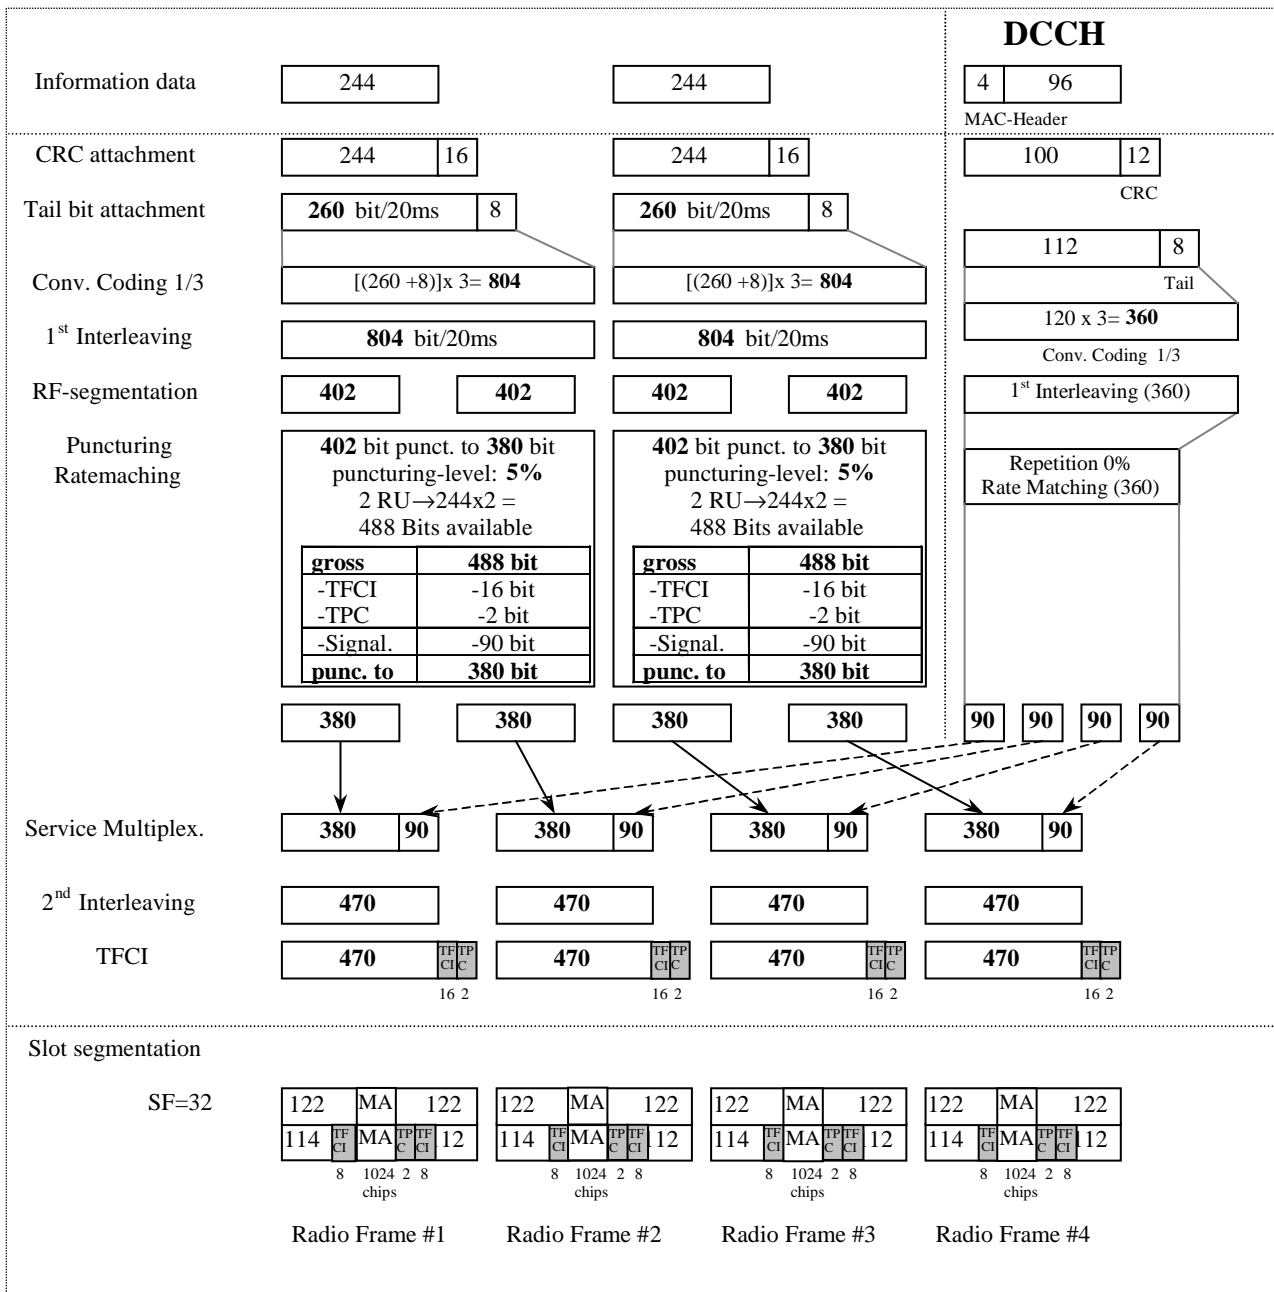 DCCH
Information data 244 244 4 96
MAC-Header
CRC attachment 244 16 244 16 100 12
CRC
Tail bit attachment 260 bit/20ms 8 260 bit/20ms 8
112 8
Tail
Conv. Coding 1/3 [(260 +8)]x 3= 804 [(260 +8)]x 3= 804
120 x 3= 360
Conv. Coding 1/3
1st Interleaving 804 bit/20ms 804 bit/20ms
RF-segmentation 402 402 402 402 1st Interleaving (360)
Puncturing
Ratemaching
402 bit punct. to 380 bit
puncturing-level: 5%
2 RU→244x2 =
488 Bits available
gross 488 bit
-TFCI -16 bit
-TPC -2 bit
-Signal. -90 bit
punc. to 380 bit
402 bit punct. to 380 bit
puncturing-level: 5%
2 RU→244x2 =
488 Bits available
gross 488 bit
-TFCI -16 bit
-TPC -2 bit
-Signal. -90 bit
punc. to 380 bit
Repetition 0%
Rate Matching (360)
380 380 380 380 90 90 90 90
Service Multiplex. 380 90 380 90 380 90 380 90
2nd Interleaving 470 470 470 470
TFCI 470 TFCI TPC 470 TFCI TPC 470 TFCI TPC 470 TFCI TPC
16 2 16 2 16 2 16 2
Slot segmentation
SF=32 122 MA 122 122 MA 122 122 MA 122 122 MA 122
114 TFCI MA TPC TFCI 112 114 TFCI MA TPC TFCI 112 114 TFCI MA TPC TFCI 112 114 TFCI MA TPC TFCI 112
8 1024 2 8 8 1024 2 8 8 1024 2 8 8 1024 2 8
chips chips chips chips
Radio Frame #1 Radio Frame #2 Radio Frame #3 Radio Frame #4